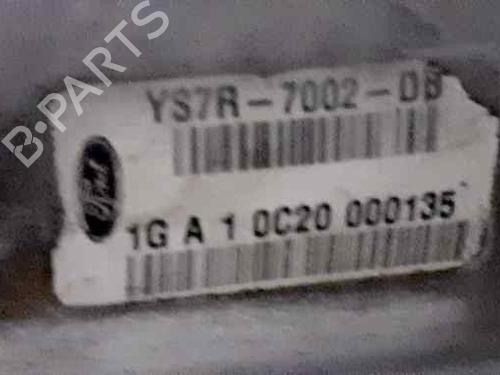 B-PARTS
YS7R-7002-DB
Ford
1G A 1 0C20 000135